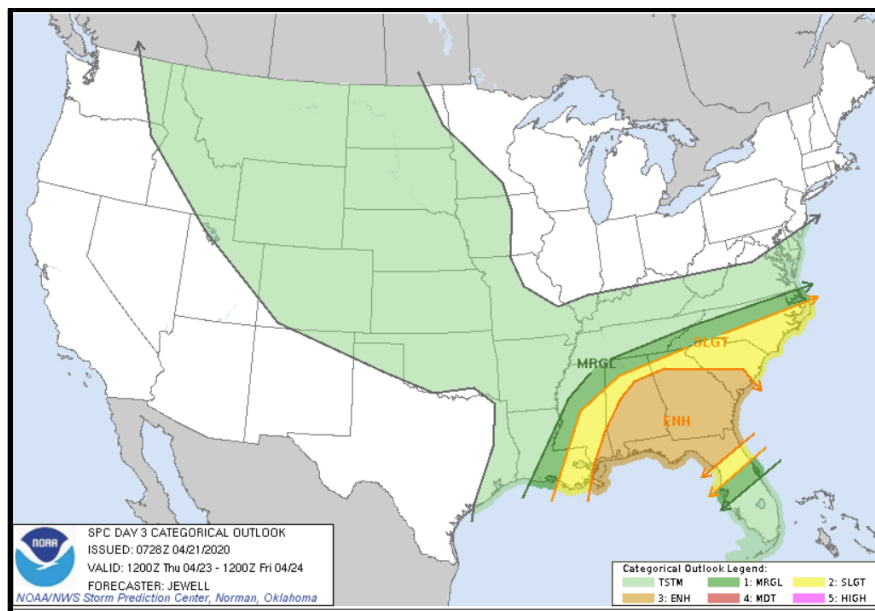 MRGL
SLGT
ENH
NOAA
SPC DAY 3 CATEGORICAL OUTLOOK
ISSUED: 0728Z 04/21/2020
VALID: 1200Z Thu 04/23 - 1200Z Fri 04/24
FORECASTER: JEWELL
NOAA/NWS Storm Prediction Center, Norman, Oklahoma
Categorical Outlook Legend:
TSTM 1: MRGL 2: SLGT
3: ENH 4: MDT 5: HIGH